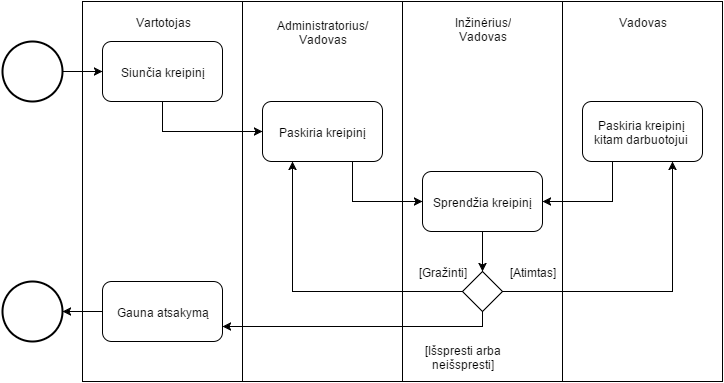 Vartotojas
Administratorius/
Vadovas
Inžinėrius/
Vadovas
Vadovas
Siunčia kreipinį
Paskiria kreipinį
Paskiria kreipinį
kitam darbuotojui
Sprendžia kreipinį
[Gražinti]
[Atimtas]
Gauna atsakymą
[Išspresti arba
neišspresti]